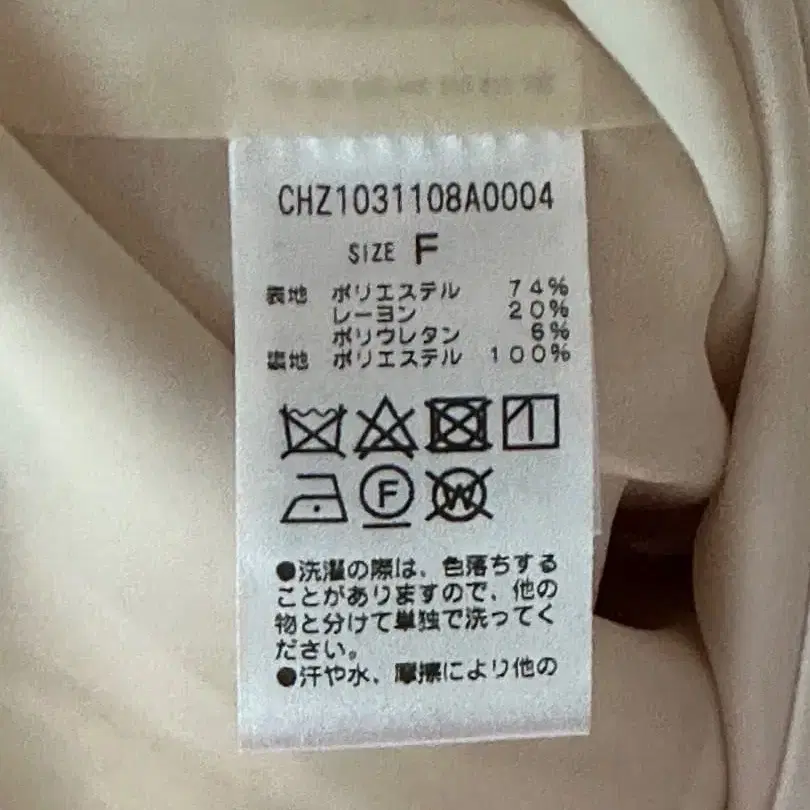 CHZ1031108A0004
SIZE F
表地 ポリエステル 74%
レーヨン 20%
ポリウレタン 6%
裏地 ポリエステル 100%
F W
●洗濯の際は、色落ちする
ことがありますので、他の
物と分けて単独で洗ってく
ださい。
●汗や水、摩擦により他の